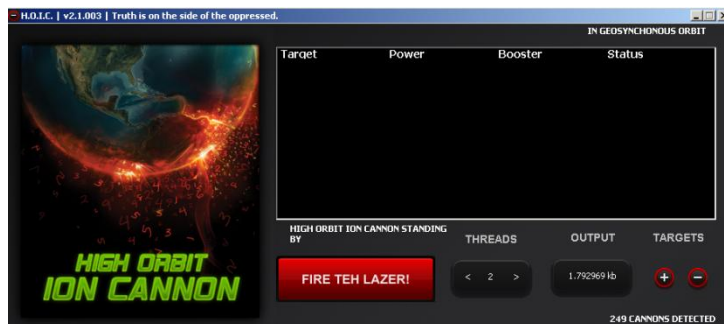 H.O.I.C. | v2.1.003 | Truth is on the side of the oppressed.
IN GEOSYNCHONOUS ORBIT
Target Power Booster Status
HIGH ORBIT
ION CANNON
HIGH ORBIT ION CANNON STANDING
BY
THREADS OUTPUT TARGETS
FIRE TEH LAZER!
< 2 > 1.792969 kb + −
249 CANNONS DETECTED